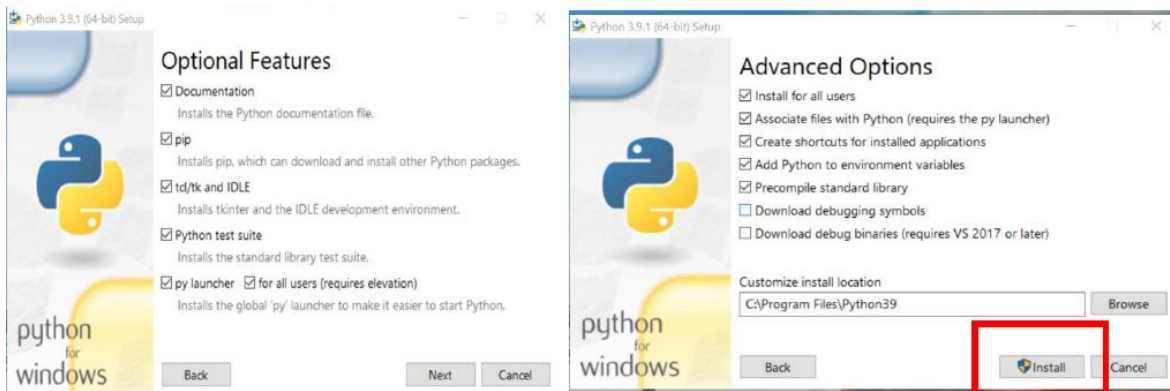 Python 3.9.1 (64-bit) Setup
Optional Features
Documentation
Installs the Python documentation file.
pip
Installs pip, which can download and install other Python packages.
td/tk and IDLE
Installs tkinter and the IDLE development environment.
Python test suite
Installs the standard library test suite.
py launcher for all users (requires elevation)
Installs the global 'py' launcher to make it easier to start Python.
python
for
windows
Back Next Cancel
Python 3.9.1 (64-bit) Setup
Advanced Options
Install for all users
Associate files with Python (requires the py launcher)
Create shortcuts for installed applications
Add Python to environment variables
Precompile standard library
Download debugging symbols
Download debug binaries (requires VS 2017 or later)
Customize install location
C:\Program Files\Python39 Browse
python
for
windows
Back Install Cancel